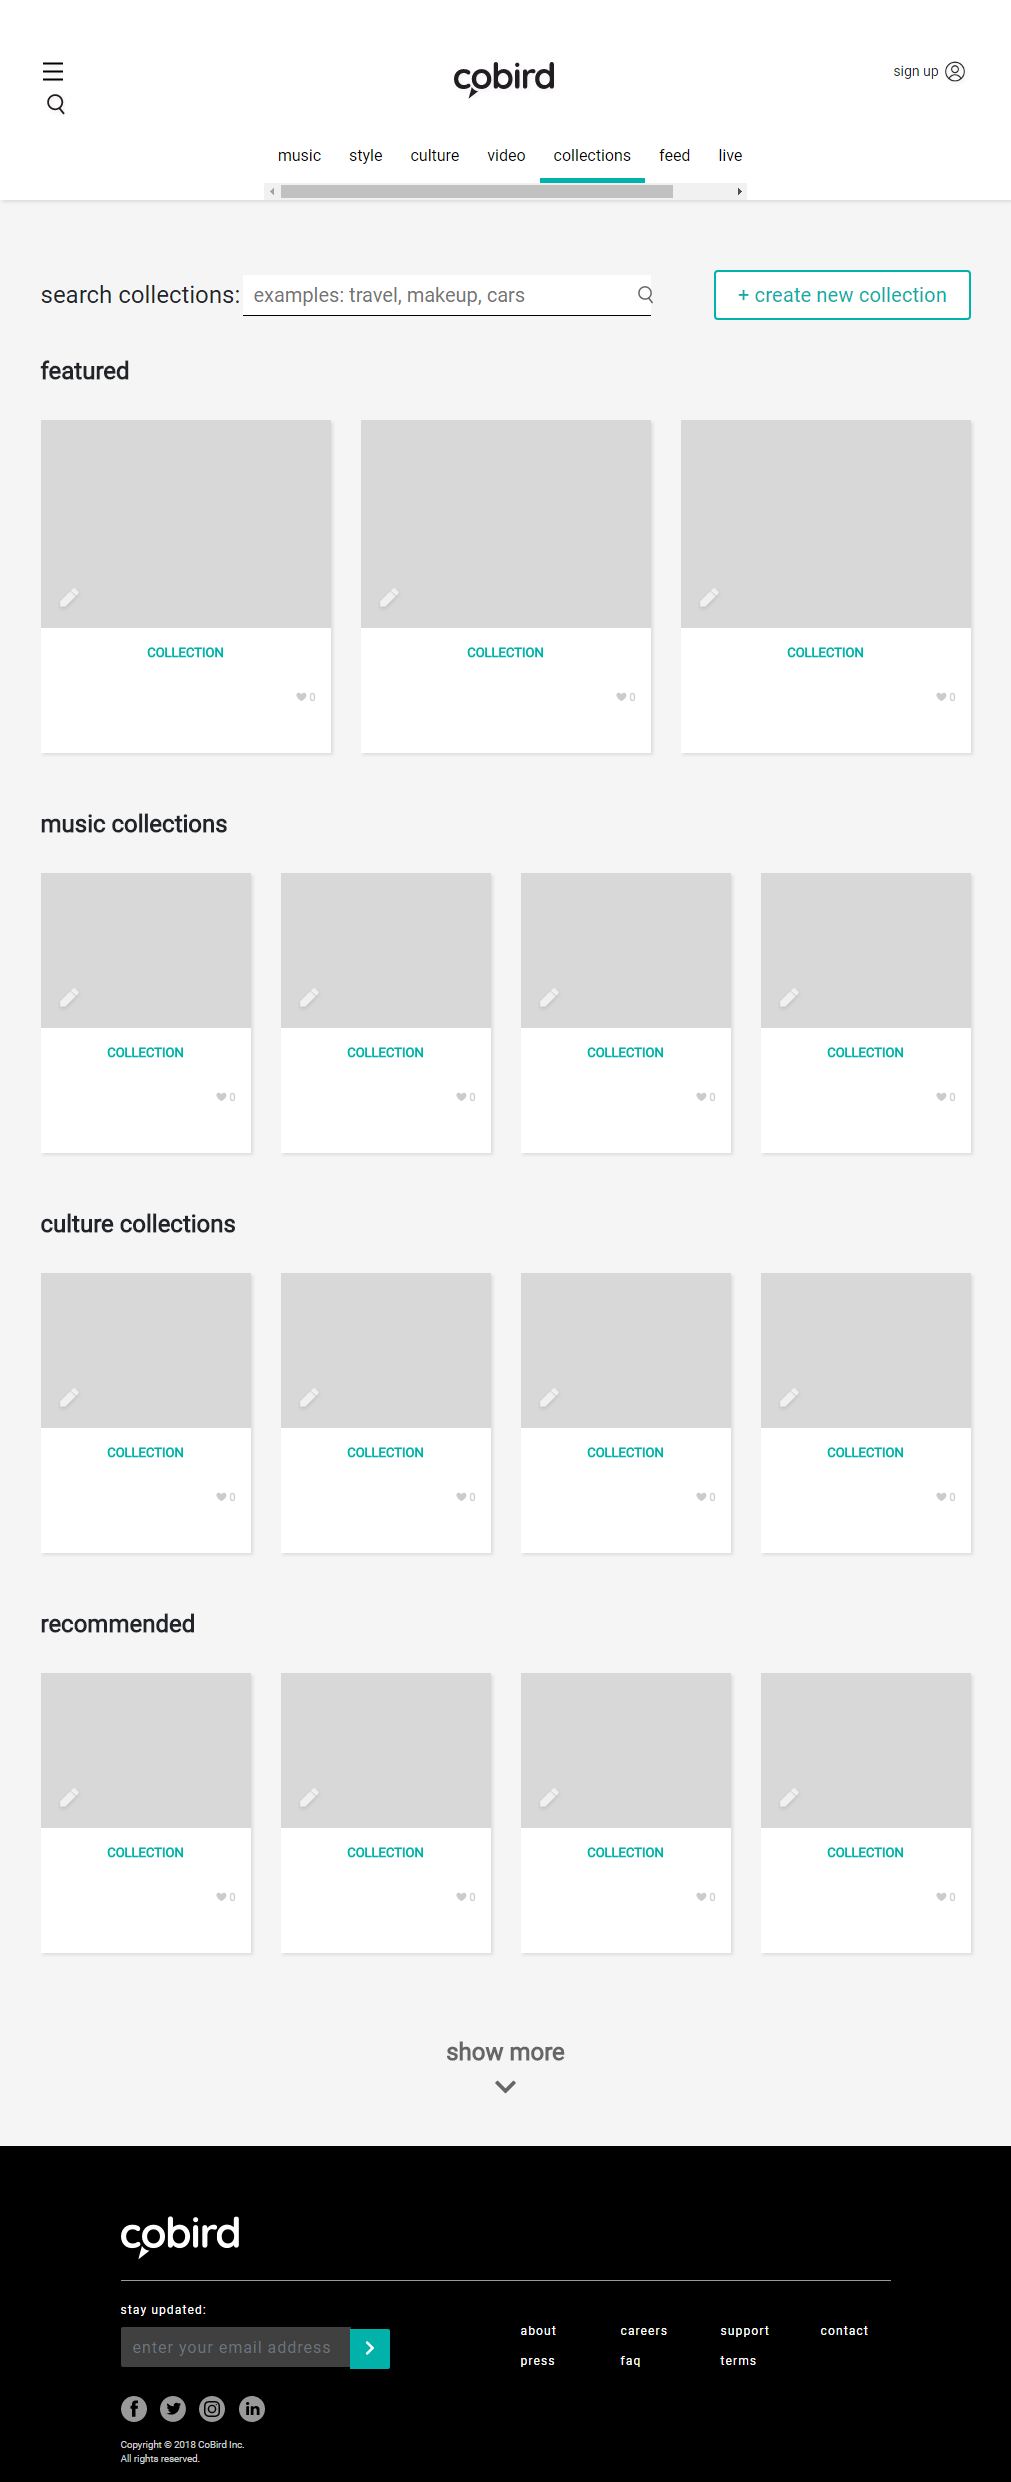 cobird
sign up
music style culture video collections feed live
search collections: examples: travel, makeup, cars + create new collection
featured
COLLECTION COLLECTION COLLECTION
0 0 0
music collections
COLLECTION COLLECTION COLLECTION COLLECTION
0 0 0 0
culture collections
COLLECTION COLLECTION COLLECTION COLLECTION
0 0 0 0
recommended
COLLECTION COLLECTION COLLECTION COLLECTION
0 0 0 0
show more
cobird
stay updated:
enter your email address
about careers support contact
press faq terms
Copyright © 2018 CoBird Inc.
All rights reserved.